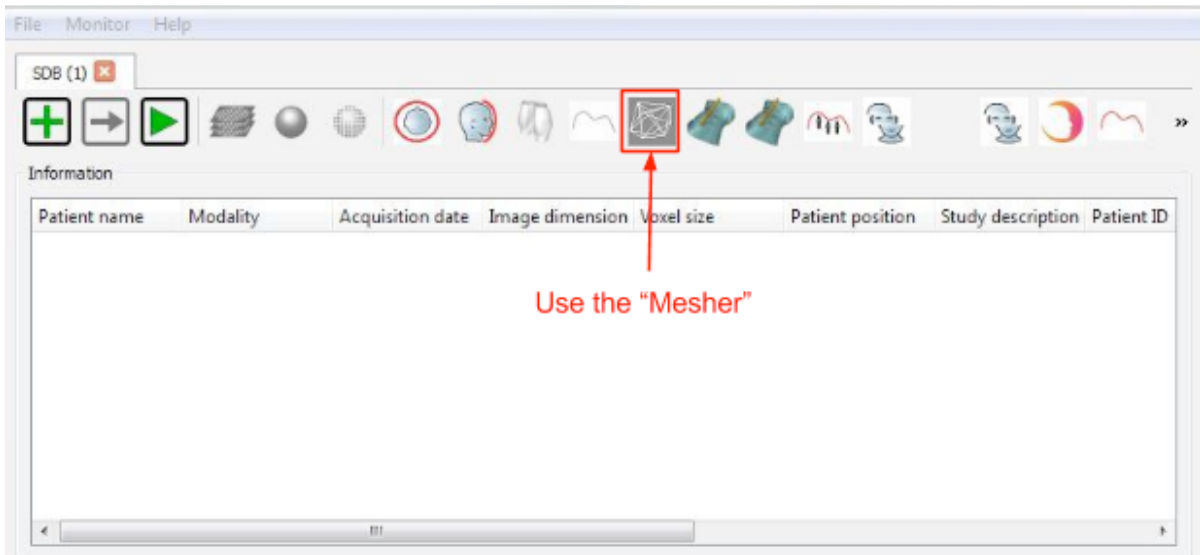 File Monitor Help
SDB (1)
»
Information
Patient name Modality Acquisition date Image dimension Voxel size Patient position Study description Patient ID
Use the “Mesher”